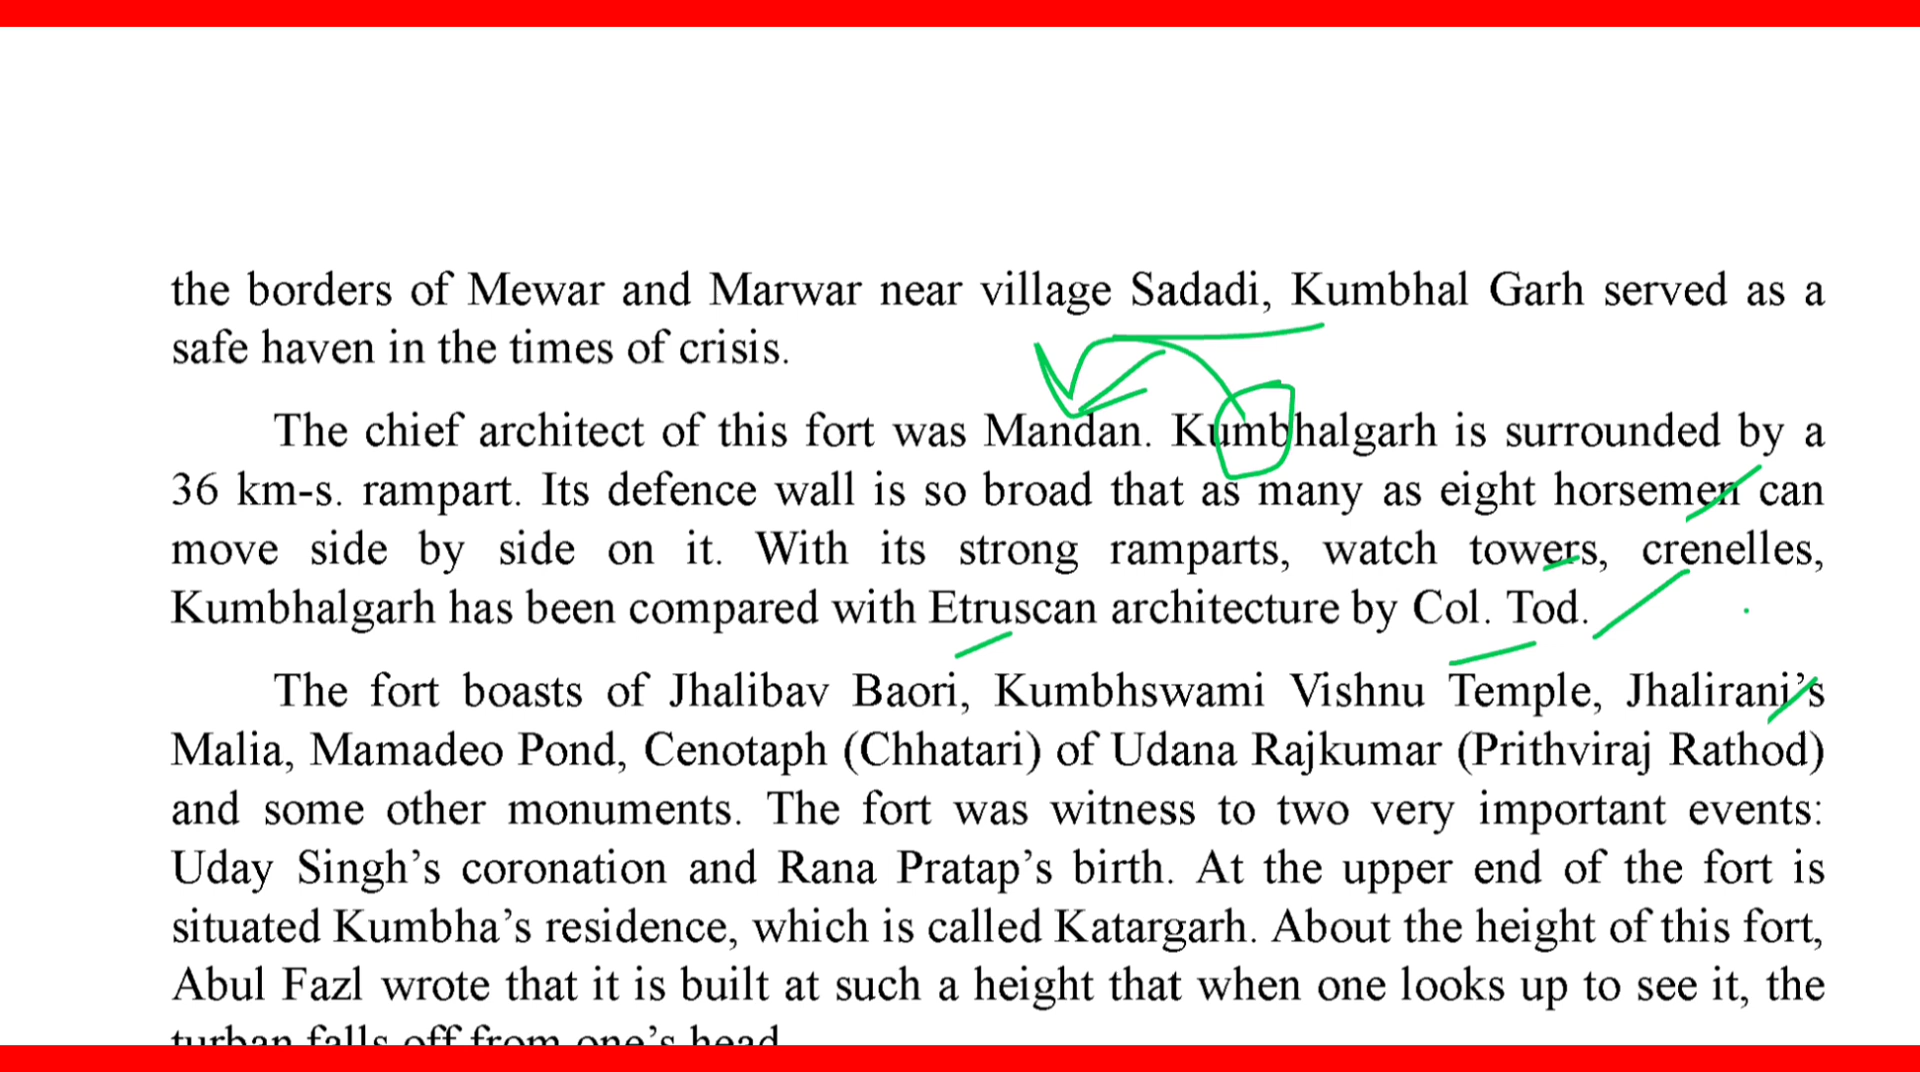 the borders of Mewar and Marwar near village Sadadi, Kumbhal Garh served as a
safe haven in the times of crisis.
The chief architect of this fort was Mandan. Kumbhalgarh is surrounded by a
36 km-s. rampart. Its defence wall is so broad that as many as eight horsemen can
move side by side on it. With its strong ramparts, watch towers, crenelles,
Kumbhalgarh has been compared with Etruscan architecture by Col. Tod.
The fort boasts of Jhalibav Baori, Kumbhswami Vishnu Temple, Jhalirani’s
Malia, Mamadeo Pond, Cenotaph (Chhatari) of Udana Rajkumar (Prithviraj Rathod)
and some other monuments. The fort was witness to two very important events:
Uday Singh’s coronation and Rana Pratap’s birth. At the upper end of the fort is
situated Kumbha’s residence, which is called Katargarh. About the height of this fort,
Abul Fazl wrote that it is built at such a height that when one looks up to see it, the
turban falls off from one’s head